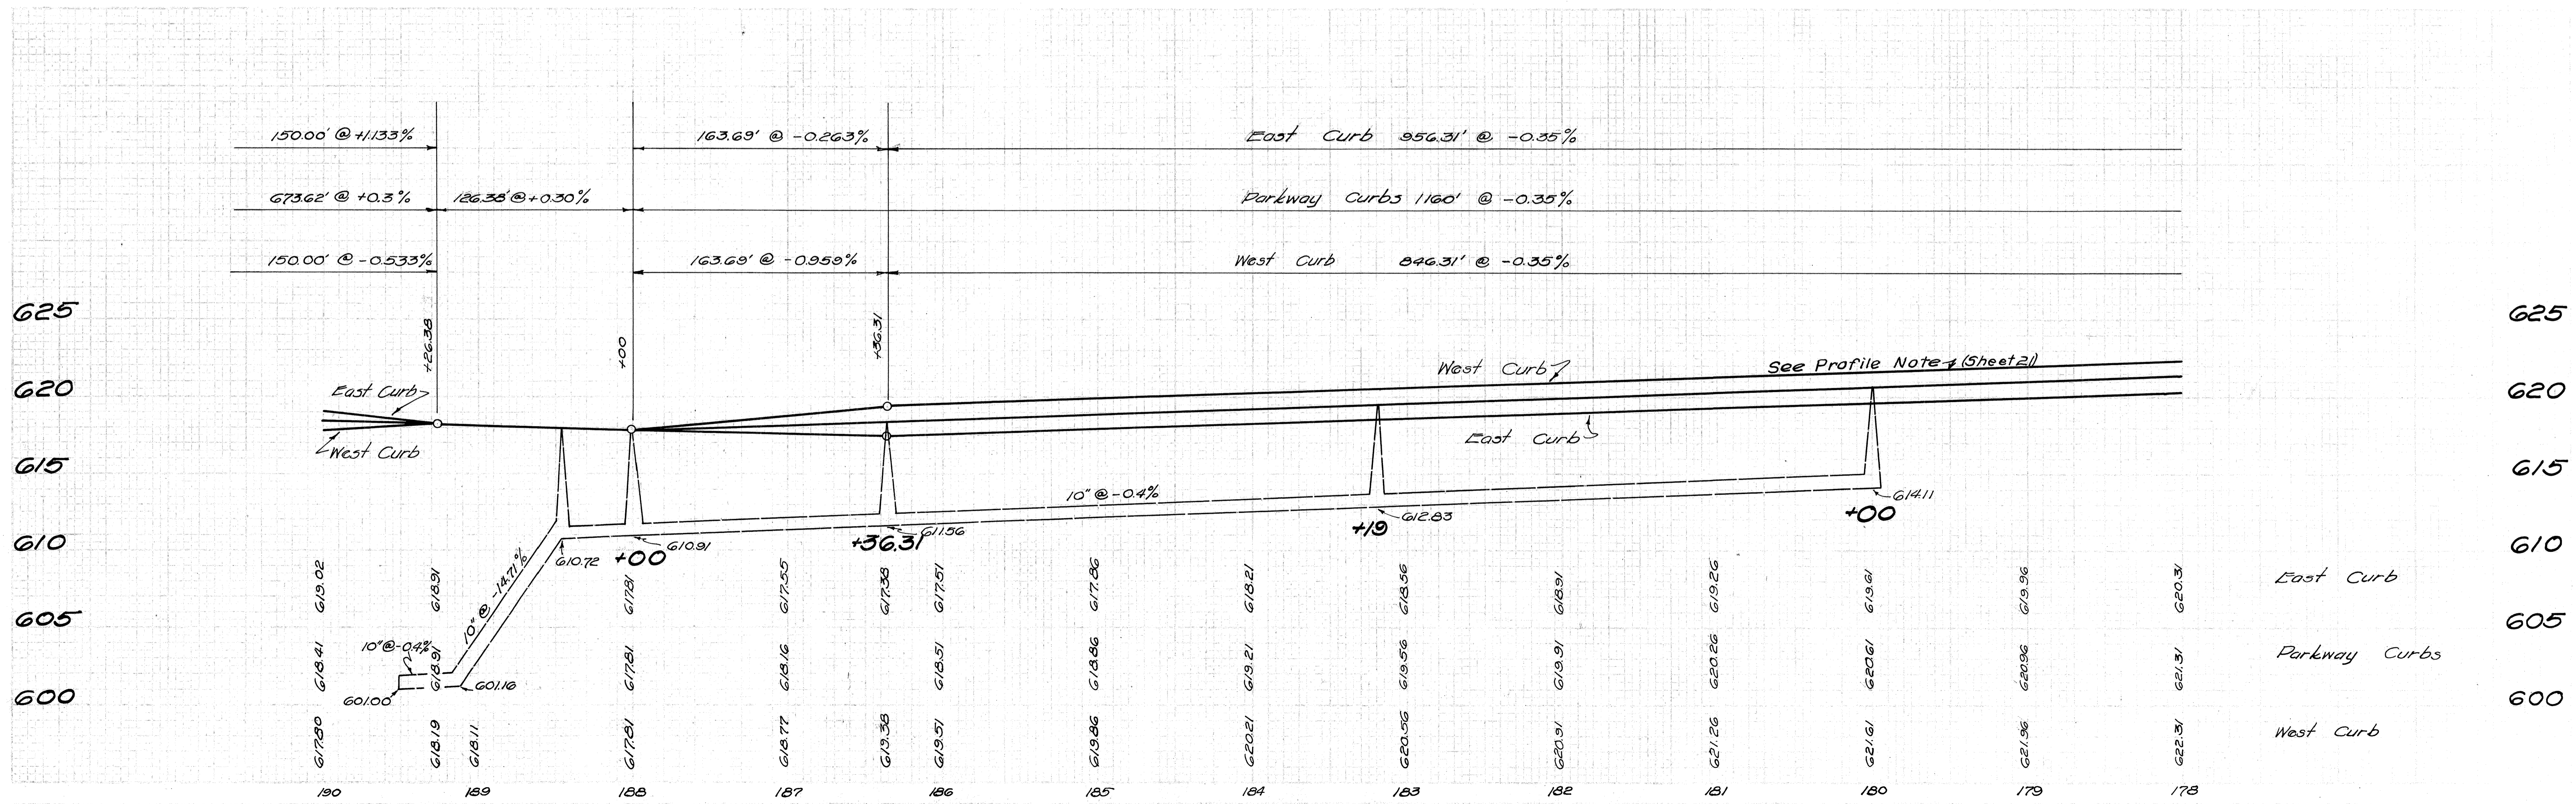 150.00' @ +1.133%
163.69' @ -0.263%
East Curb 956.31' @ -0.35%
673.62' @ +0.3%
126.38' @ +0.30%
Parkway Curbs 1160' @ -0.35%
150.00' @ -0.533%
163.69' @ -0.959%
West Curb 846.31' @ -0.35%
625
+26.38
+00
+36.31
625
620
East Curb
West Curb
See Profile Note (Sheet 21)
620
West Curb
East Curb
615
615
10" @ -0.4%
614.11
+00
612.83
+19
611.56
+36.31
610.91
+00
610.72
610
610
10" @ -14.71%
619.02 618.91 617.81 617.55 617.38 617.51 617.86 618.21 618.56 618.91 619.26 619.61 619.96 620.31 East Curb
605
605
10" @ -0.4%
618.41 618.91 617.81 618.16 618.51 618.86 619.21 619.56 619.91 620.26 620.61 620.96 621.31 Parkway Curbs
601.16
601.00
600
600
617.80 618.19 618.11 617.81 618.77 619.38 619.51 619.86 620.21 620.56 620.91 621.26 621.61 621.96 622.31 West Curb
190 189 188 187 186 185 184 183 182 181 180 179 178